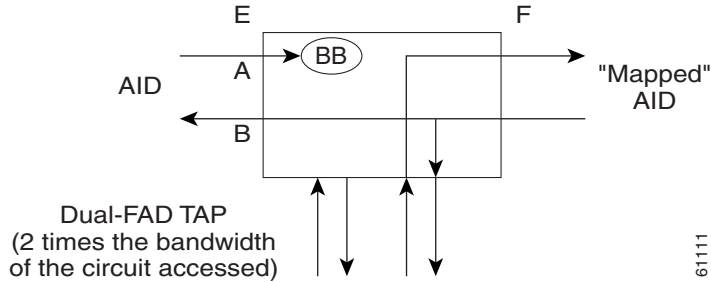 E
F
BB
A
AID
"Mapped"
AID
B
Dual-FAD TAP
(2 times the bandwidth
of the circuit accessed)
61111